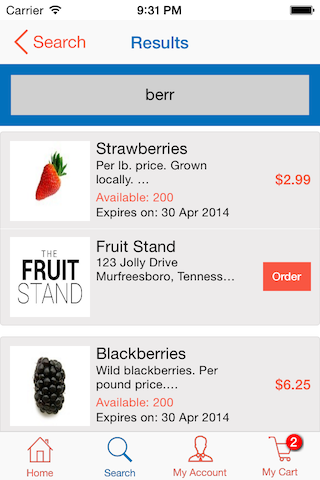 Carrier 9:31 PM
Search Results
berr
Strawberries
Per lb. price. Grown
locally. ...
$2.99
Available: 200
Expires on: 30 Apr 2014
THE
FRUIT
STAND
Fruit Stand
123 Jolly Drive
Murfreesboro, Tenness...
Order
Blackberries
Wild blackberries. Per
pound price....
$6.25
Available: 200
Expires on: 30 Apr 2014
2
Home Search My Account My Cart